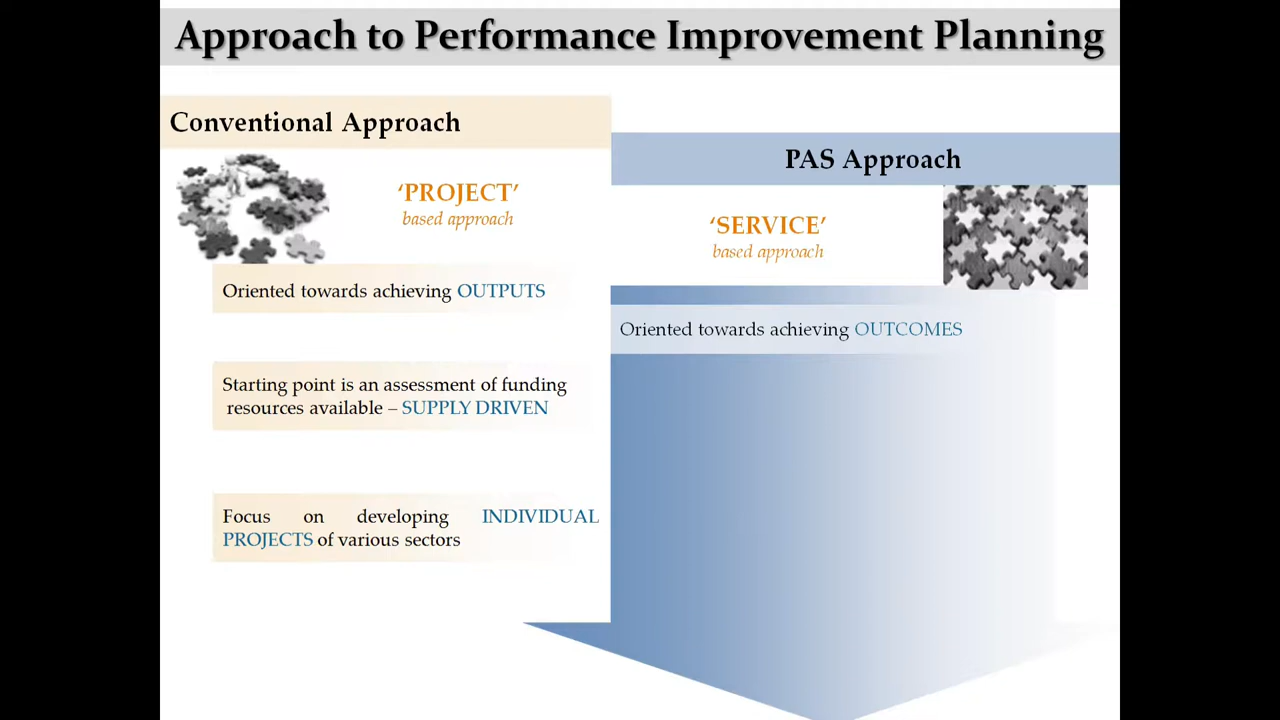 Approach to Performance Improvement Planning
Conventional Approach
‘PROJECT’
based approach
Oriented towards achieving OUTPUTS
Starting point is an assessment of funding
resources available – SUPPLY DRIVEN
Focus on developing INDIVIDUAL
PROJECTS of various sectors
PAS Approach
‘SERVICE’
based approach
Oriented towards achieving OUTCOMES